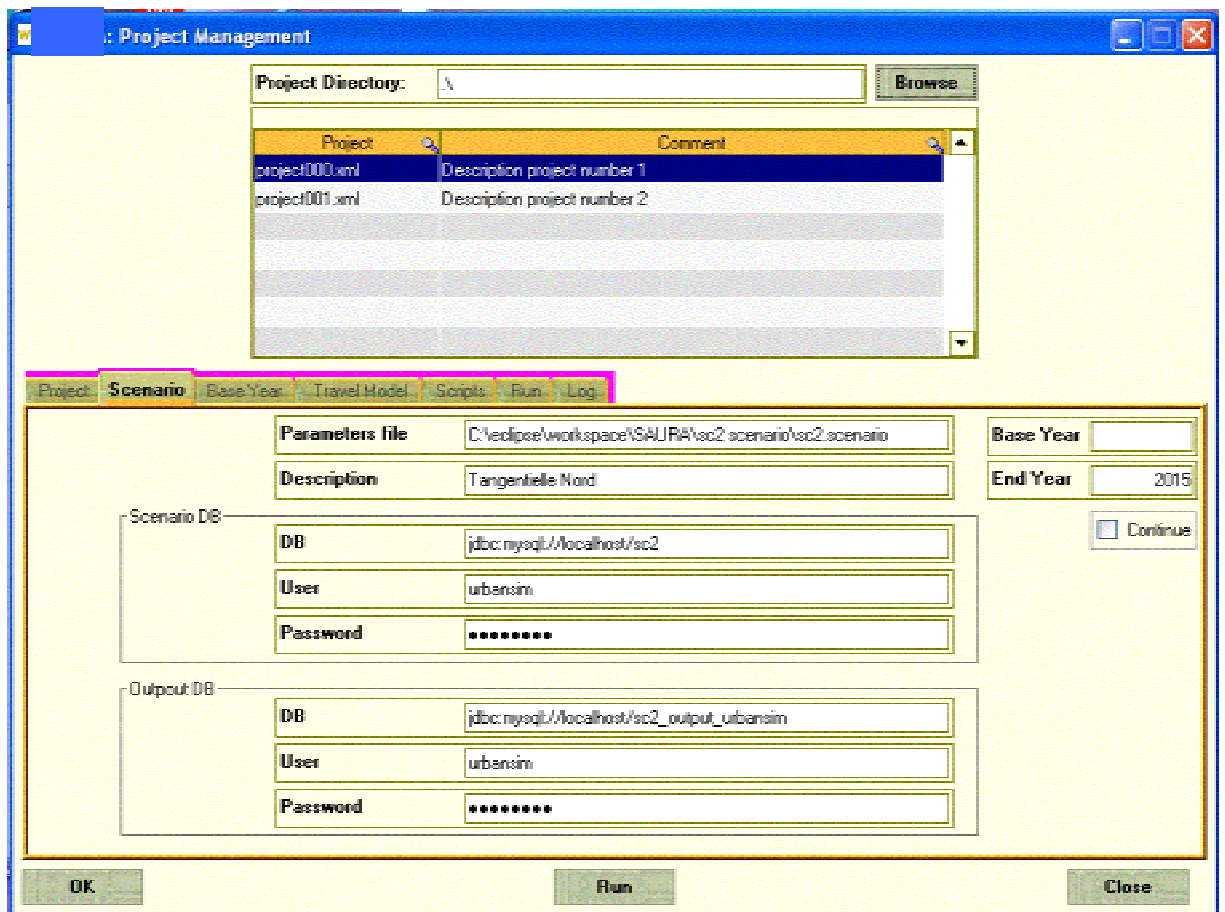 : Project Management
Project Directory: .\ Browse
Project Comment
project000.xml Description project number 1
project001.xml Description project number 2
Project Scenario Base Year Travel Model Scripts Run Log
Parameters file C:\eclipse\workspace\SAURA\sc2.scenario\sc2.scenario Base Year
Description Tangentielle Nord End Year 2015
Scenario DB Continue
DB jdbc:mysql://localhost/sc2
User urbansim
Password ●●●●●●●●
Outpout DB
DB jdbc:mysql://localhost/sc2_output_urbansim
User urbansim
Password ●●●●●●●●
OK Run Close